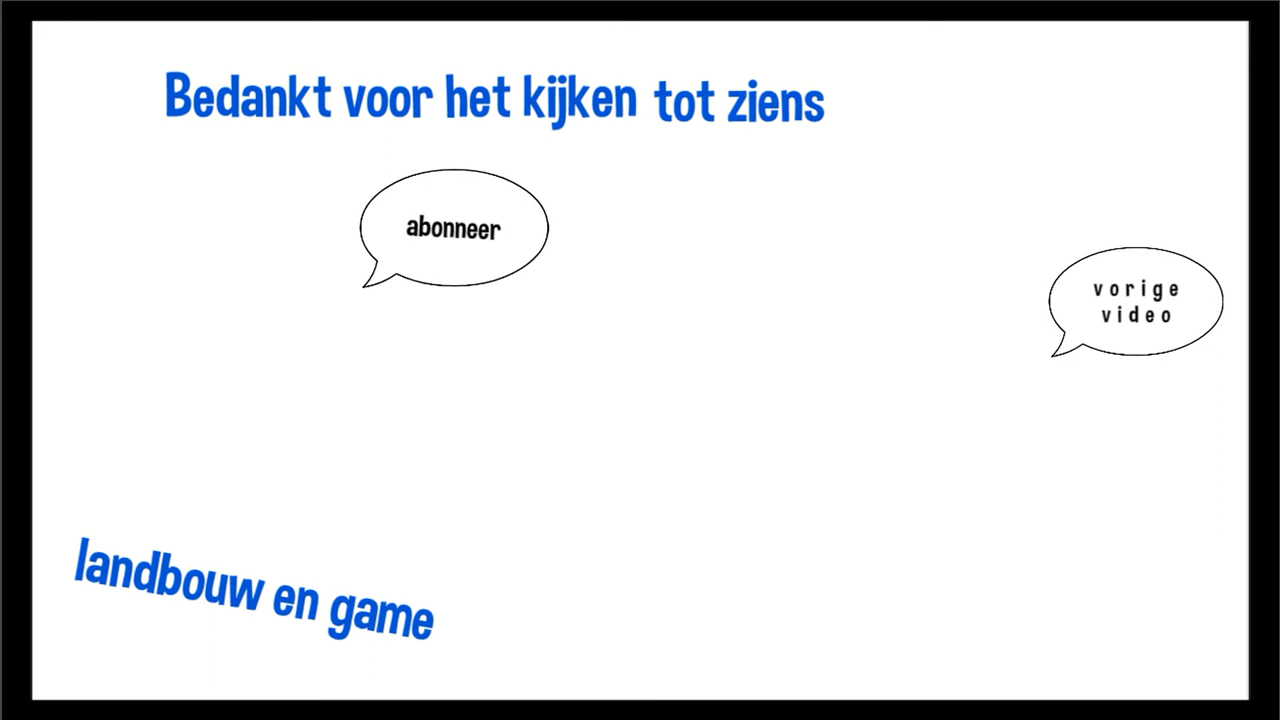 Bedankt voor het kijken tot ziens
abonneer
vorige
video
landbouw en game